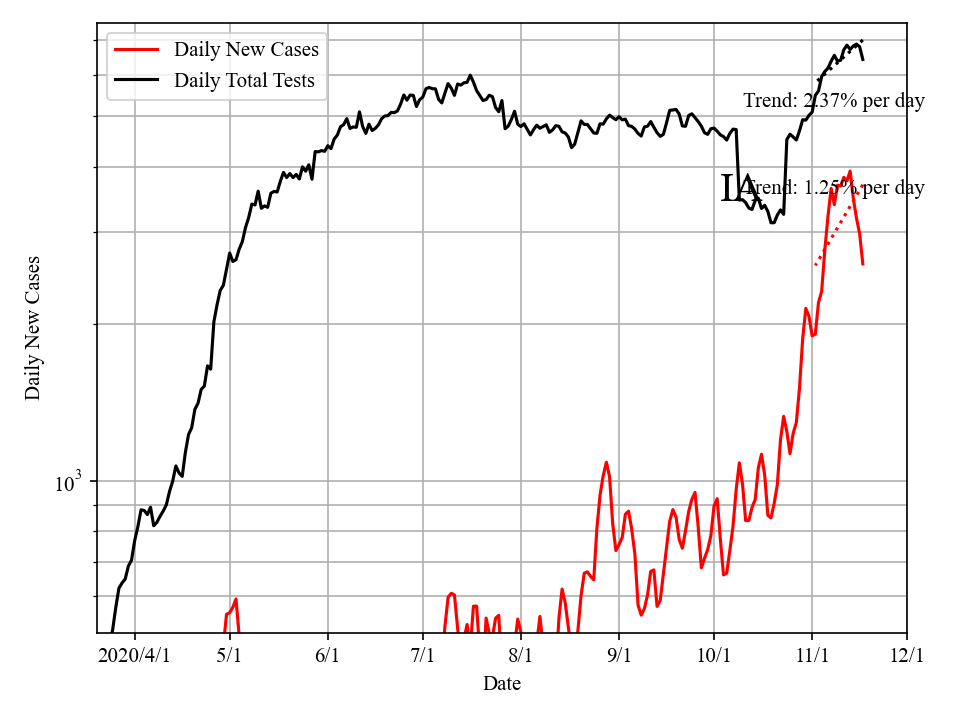 Daily New Cases
Daily Total Tests
Trend: 2.37% per day
IA
Trend: 1.25% per day
Daily New Cases
10³
2020/4/1 5/1 6/1 7/1 8/1 9/1 10/1 11/1 12/1
Date